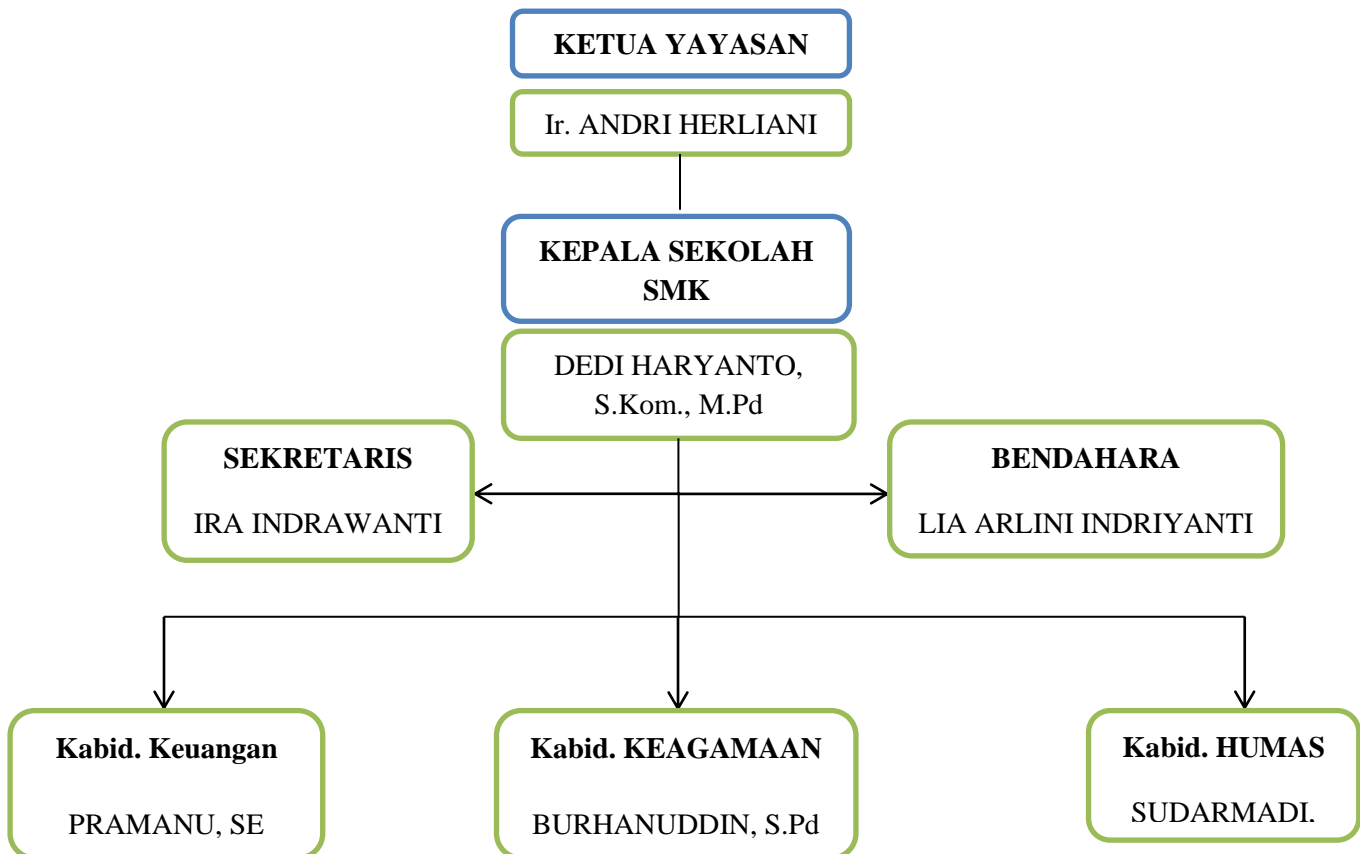 KETUA YAYASAN
Ir. ANDRI HERLIANI
KEPALA SEKOLAH
SMK
DEDI HARYANTO,
S.Kom., M.Pd
SEKRETARIS
IRA INDRAWANTI
BENDAHARA
LIA ARLINI INDRIYANTI
Kabid. Keuangan
PRAMANU, SE
Kabid. KEAGAMAAN
BURHANUDDIN, S.Pd
Kabid. HUMAS
SUDARMADI.